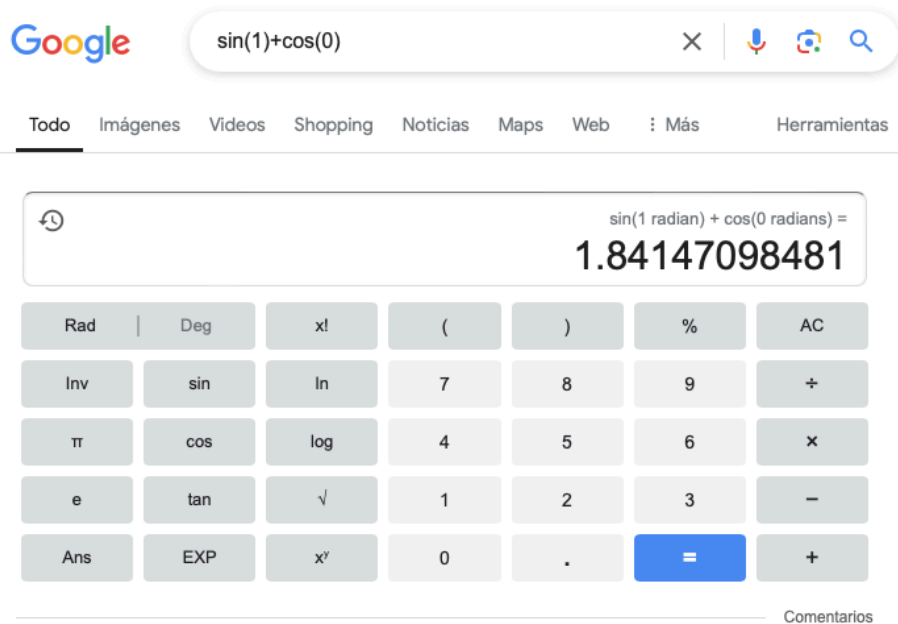 Google sin(1)+cos(0)
Todo Imágenes Videos Shopping Noticias Maps Web Más Herramientas
sin(1 radian) + cos(0 radians) =
1.84147098481
Rad | Deg x! ( ) % AC
Inv sin ln 7 8 9 ÷
π cos log 4 5 6 ×
e tan √ 1 2 3 −
Ans EXP xʸ 0 . = +
Comentarios